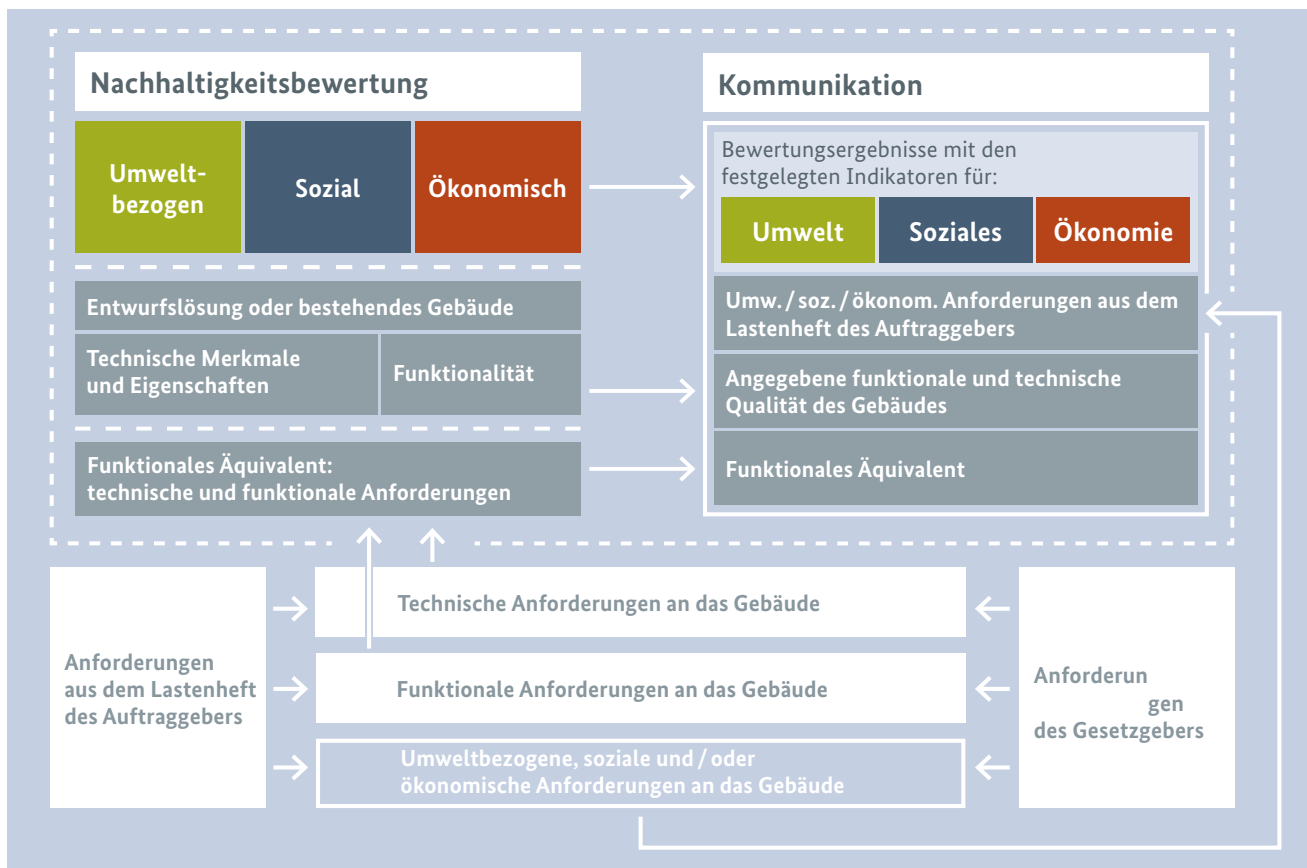 Nachhaltigkeitsbewertung
Umwelt-
bezogen
Sozial
Ökonomisch
Entwurfslösung oder bestehendes Gebäude
Technische Merkmale
und Eigenschaften
Funktionalität
Funktionales Äquivalent:
technische und funktionale Anforderungen
Kommunikation
Bewertungsergebnisse mit den
festgelegten Indikatoren für:
Umwelt
Soziales
Ökonomie
Umw. / soz. / ökonom. Anforderungen aus dem
Lastenheft des Auftraggebers
Angegebene funktionale und technische
Qualität des Gebäudes
Funktionales Äquivalent
Anforderungen
aus dem Lastenheft
des Auftraggebers
Technische Anforderungen an das Gebäude
Funktionale Anforderungen an das Gebäude
Umweltbezogene, soziale und / oder
ökonomische Anforderungen an das Gebäude
Anforderun
gen
des Gesetzgebers